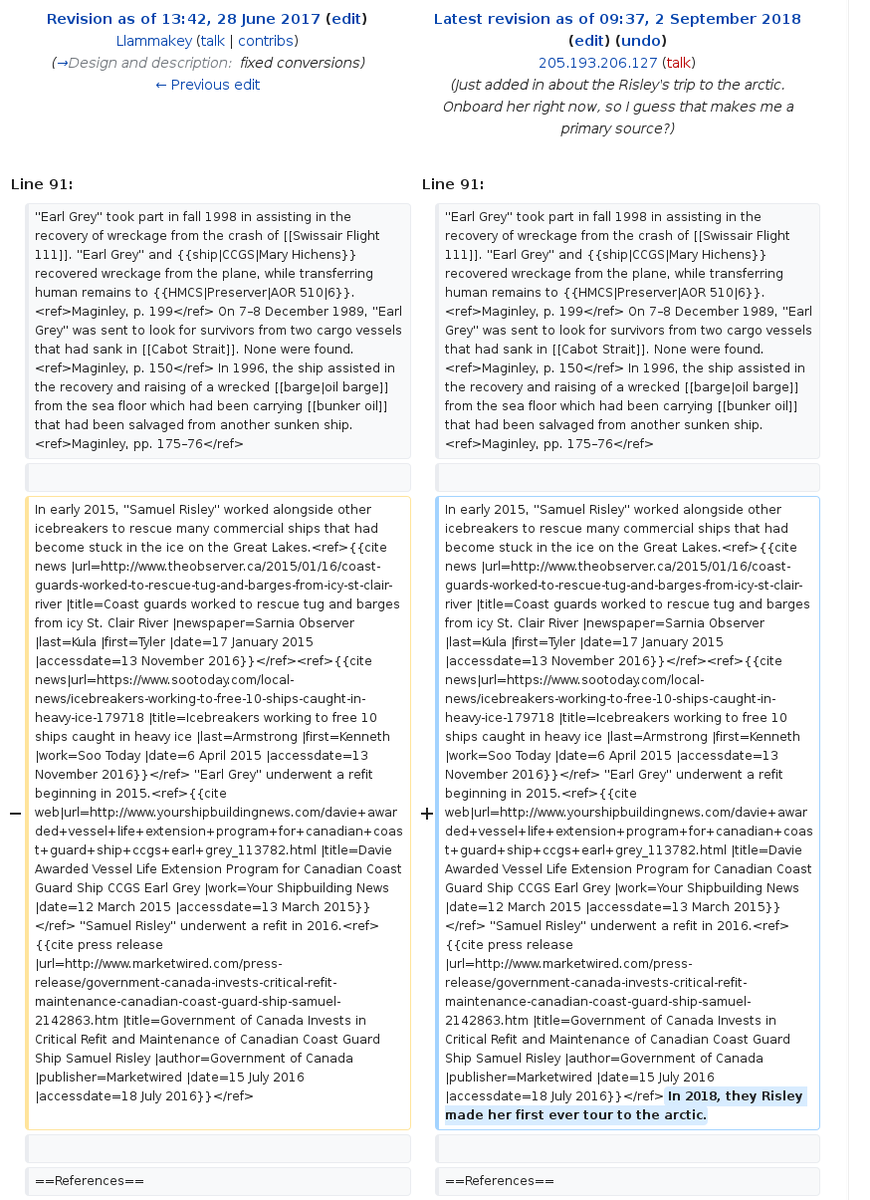 Revision as of 13:42, 28 June 2017 (edit)
Llammakey (talk | contribs)
(→Design and description: fixed conversions)
← Previous edit
Latest revision as of 09:37, 2 September 2018
(edit) (undo)
205.193.206.127 (talk)
(Just added in about the Risley's trip to the arctic.
Onboard her right now, so I guess that makes me a
primary source?)
Line 91:
"Earl Grey" took part in fall 1998 in assisting in the
recovery of wreckage from the crash of [[Swissair Flight
111]]. "Earl Grey" and {{ship|CCGS|Mary Hichens}}
recovered wreckage from the plane, while transferring
human remains to {{HMCS|Preserver|AOR 510|6}}.
<ref>Maginley, p. 199</ref> On 7–8 December 1989, "Earl
Grey" was sent to look for survivors from two cargo vessels
that had sank in [[Cabot Strait]]. None were found.
<ref>Maginley, p. 150</ref> In 1996, the ship assisted in
the recovery and raising of a wrecked [[barge|oil barge]]
from the sea floor which had been carrying [[bunker oil]]
that had been salvaged from another sunken ship.
<ref>Maginley, pp. 175–76</ref>
−
In early 2015, "Samuel Risley" worked alongside other
icebreakers to rescue many commercial ships that had
become stuck in the ice on the Great Lakes.<ref>{{cite
news |url=http://www.theobserver.ca/2015/01/16/coast-
guards-worked-to-rescue-tug-and-barges-from-icy-st-clair-
river |title=Coast guards worked to rescue tug and barges
from icy St. Clair River |newspaper=Sarnia Observer
|last=Kula |first=Tyler |date=17 January 2015
|accessdate=13 November 2016}}</ref><ref>{{cite
news|url=https://www.sootoday.com/local-
news/icebreakers-working-to-free-10-ships-caught-in-
heavy-ice-179718 |title=Icebreakers working to free 10
ships caught in heavy ice |last=Armstrong |first=Kenneth
|work=Soo Today |date=6 April 2015 |accessdate=13
November 2016}}</ref> "Earl Grey" underwent a refit
beginning in 2015.<ref>{{cite
web|url=http://www.yourshipbuildingnews.com/davie+awar
ded+vessel+life+extension+program+for+canadian+coas
t+guard+ship+ccgs+earl+grey_113782.html |title=Davie
Awarded Vessel Life Extension Program for Canadian Coast
Guard Ship CCGS Earl Grey |work=Your Shipbuilding News
|date=12 March 2015 |accessdate=13 March 2015}}
</ref> "Samuel Risley" underwent a refit in 2016.<ref>
{{cite press release
|url=http://www.marketwired.com/press-
release/government-canada-invests-critical-refit-
maintenance-canadian-coast-guard-ship-samuel-
2142863.htm |title=Government of Canada Invests in
Critical Refit and Maintenance of Canadian Coast Guard
Ship Samuel Risley |author=Government of Canada
|publisher=Marketwired |date=15 July 2016
|accessdate=18 July 2016}}</ref>
==References==
Line 91:
"Earl Grey" took part in fall 1998 in assisting in the
recovery of wreckage from the crash of [[Swissair Flight
111]]. "Earl Grey" and {{ship|CCGS|Mary Hichens}}
recovered wreckage from the plane, while transferring
human remains to {{HMCS|Preserver|AOR 510|6}}.
<ref>Maginley, p. 199</ref> On 7–8 December 1989, "Earl
Grey" was sent to look for survivors from two cargo vessels
that had sank in [[Cabot Strait]]. None were found.
<ref>Maginley, p. 150</ref> In 1996, the ship assisted in
the recovery and raising of a wrecked [[barge|oil barge]]
from the sea floor which had been carrying [[bunker oil]]
that had been salvaged from another sunken ship.
<ref>Maginley, pp. 175–76</ref>
+
In early 2015, "Samuel Risley" worked alongside other
icebreakers to rescue many commercial ships that had
become stuck in the ice on the Great Lakes.<ref>{{cite
news |url=http://www.theobserver.ca/2015/01/16/coast-
guards-worked-to-rescue-tug-and-barges-from-icy-st-clair-
river |title=Coast guards worked to rescue tug and barges
from icy St. Clair River |newspaper=Sarnia Observer
|last=Kula |first=Tyler |date=17 January 2015
|accessdate=13 November 2016}}</ref><ref>{{cite
news|url=https://www.sootoday.com/local-
news/icebreakers-working-to-free-10-ships-caught-in-
heavy-ice-179718 |title=Icebreakers working to free 10
ships caught in heavy ice |last=Armstrong |first=Kenneth
|work=Soo Today |date=6 April 2015 |accessdate=13
November 2016}}</ref> "Earl Grey" underwent a refit
beginning in 2015.<ref>{{cite
web|url=http://www.yourshipbuildingnews.com/davie+awar
ded+vessel+life+extension+program+for+canadian+coas
t+guard+ship+ccgs+earl+grey_113782.html |title=Davie
Awarded Vessel Life Extension Program for Canadian Coast
Guard Ship CCGS Earl Grey |work=Your Shipbuilding News
|date=12 March 2015 |accessdate=13 March 2015}}
</ref> "Samuel Risley" underwent a refit in 2016.<ref>
{{cite press release
|url=http://www.marketwired.com/press-
release/government-canada-invests-critical-refit-
maintenance-canadian-coast-guard-ship-samuel-
2142863.htm |title=Government of Canada Invests in
Critical Refit and Maintenance of Canadian Coast Guard
Ship Samuel Risley |author=Government of Canada
|publisher=Marketwired |date=15 July 2016
|accessdate=18 July 2016}}</ref> In 2018, they Risley
made her first ever tour to the arctic.
==References==